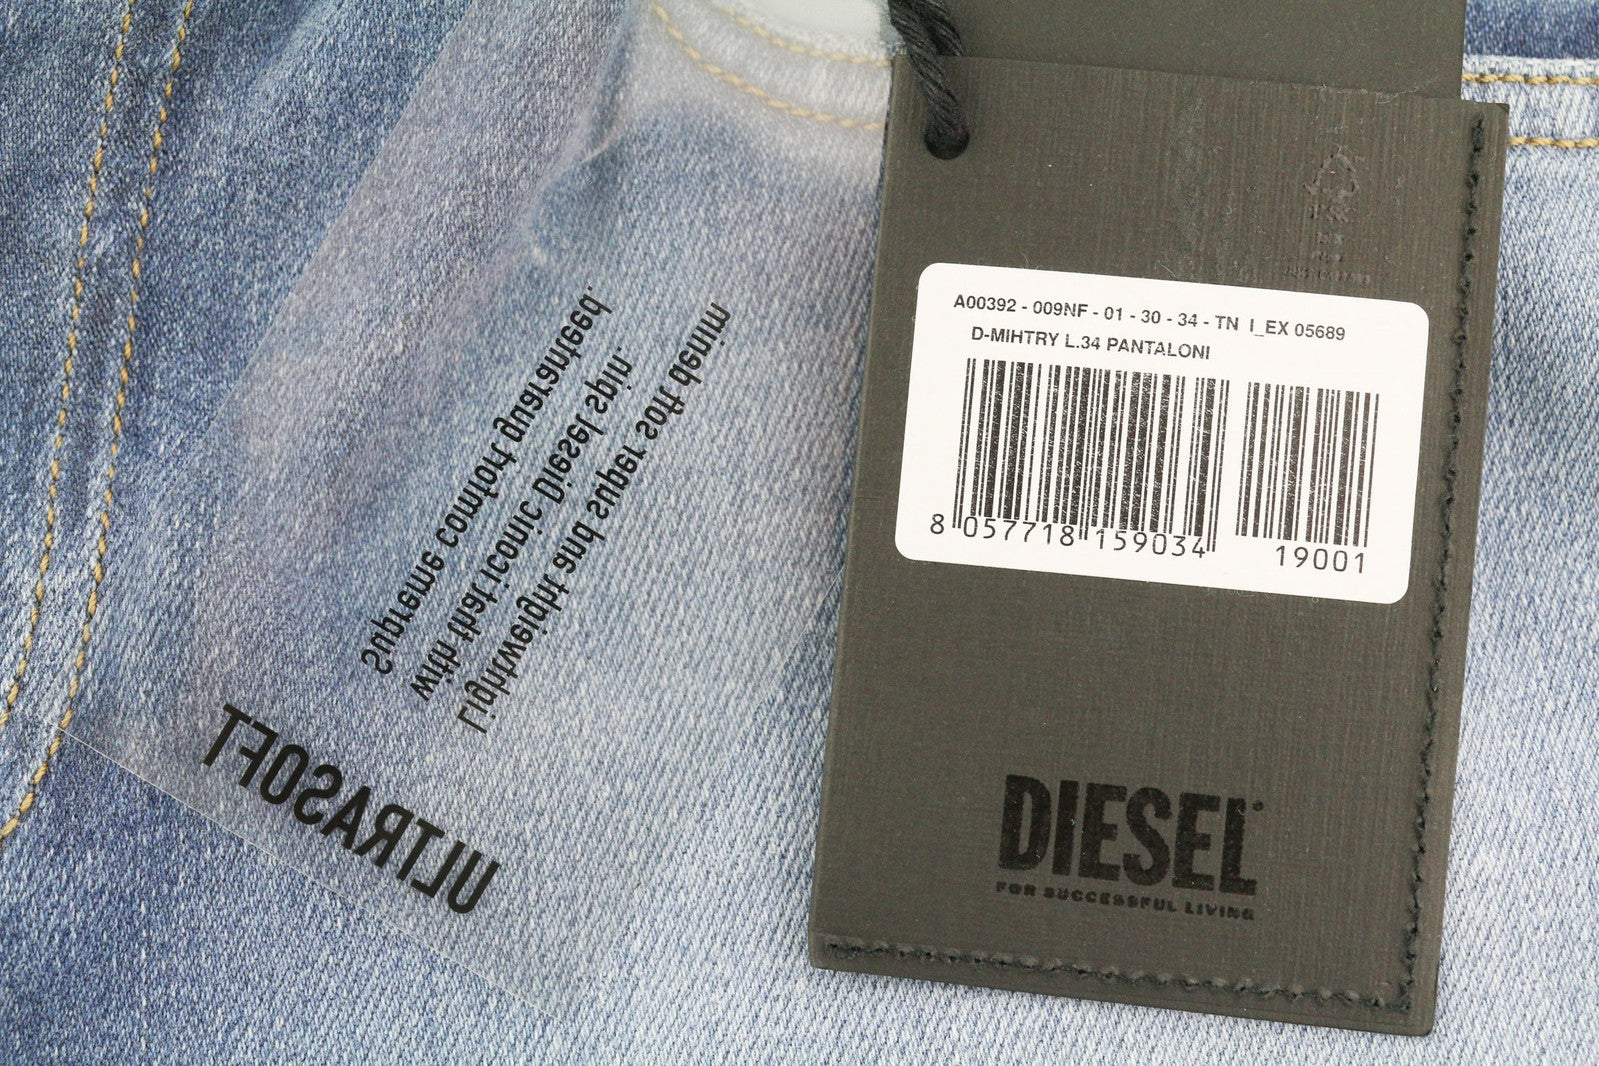 Lightweight and super soft denim
with that iconic Diesel spin.
Supreme comfort guaranteed.
ULTRASOFT
A00392 - 009NF - 01 - 30 - 34 - TN I_EX 05689
D-MIHTRY L.34 PANTALONI
8 057718 159034 19001
DIESEL
FOR SUCCESSFUL LIVING